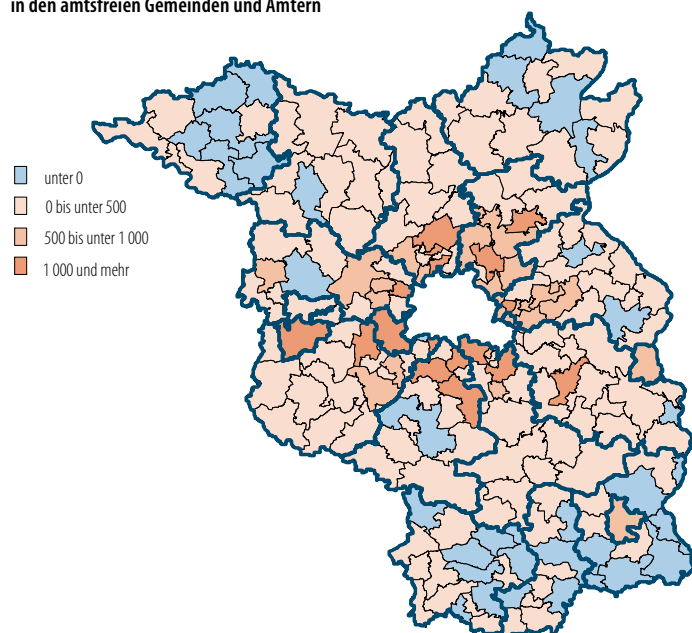 in den amtsfreien Gemeinden und Ämtern
unter 0
0 bis unter 500
500 bis unter 1 000
1 000 und mehr